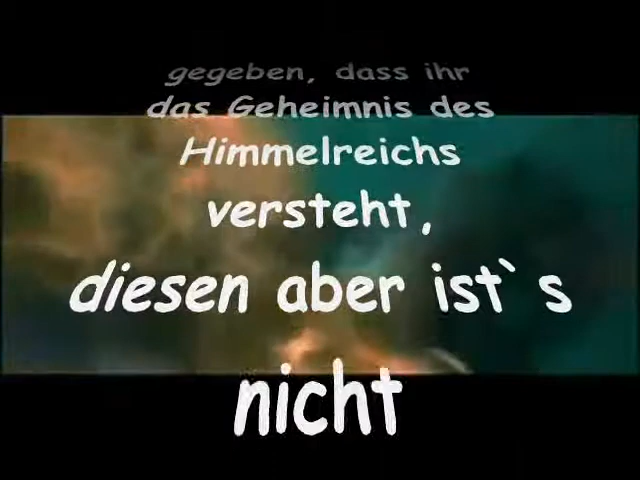 gegeben, dass ihr
das Geheimnis des
Himmelreichs
versteht,
diesen aber ist`s
nicht